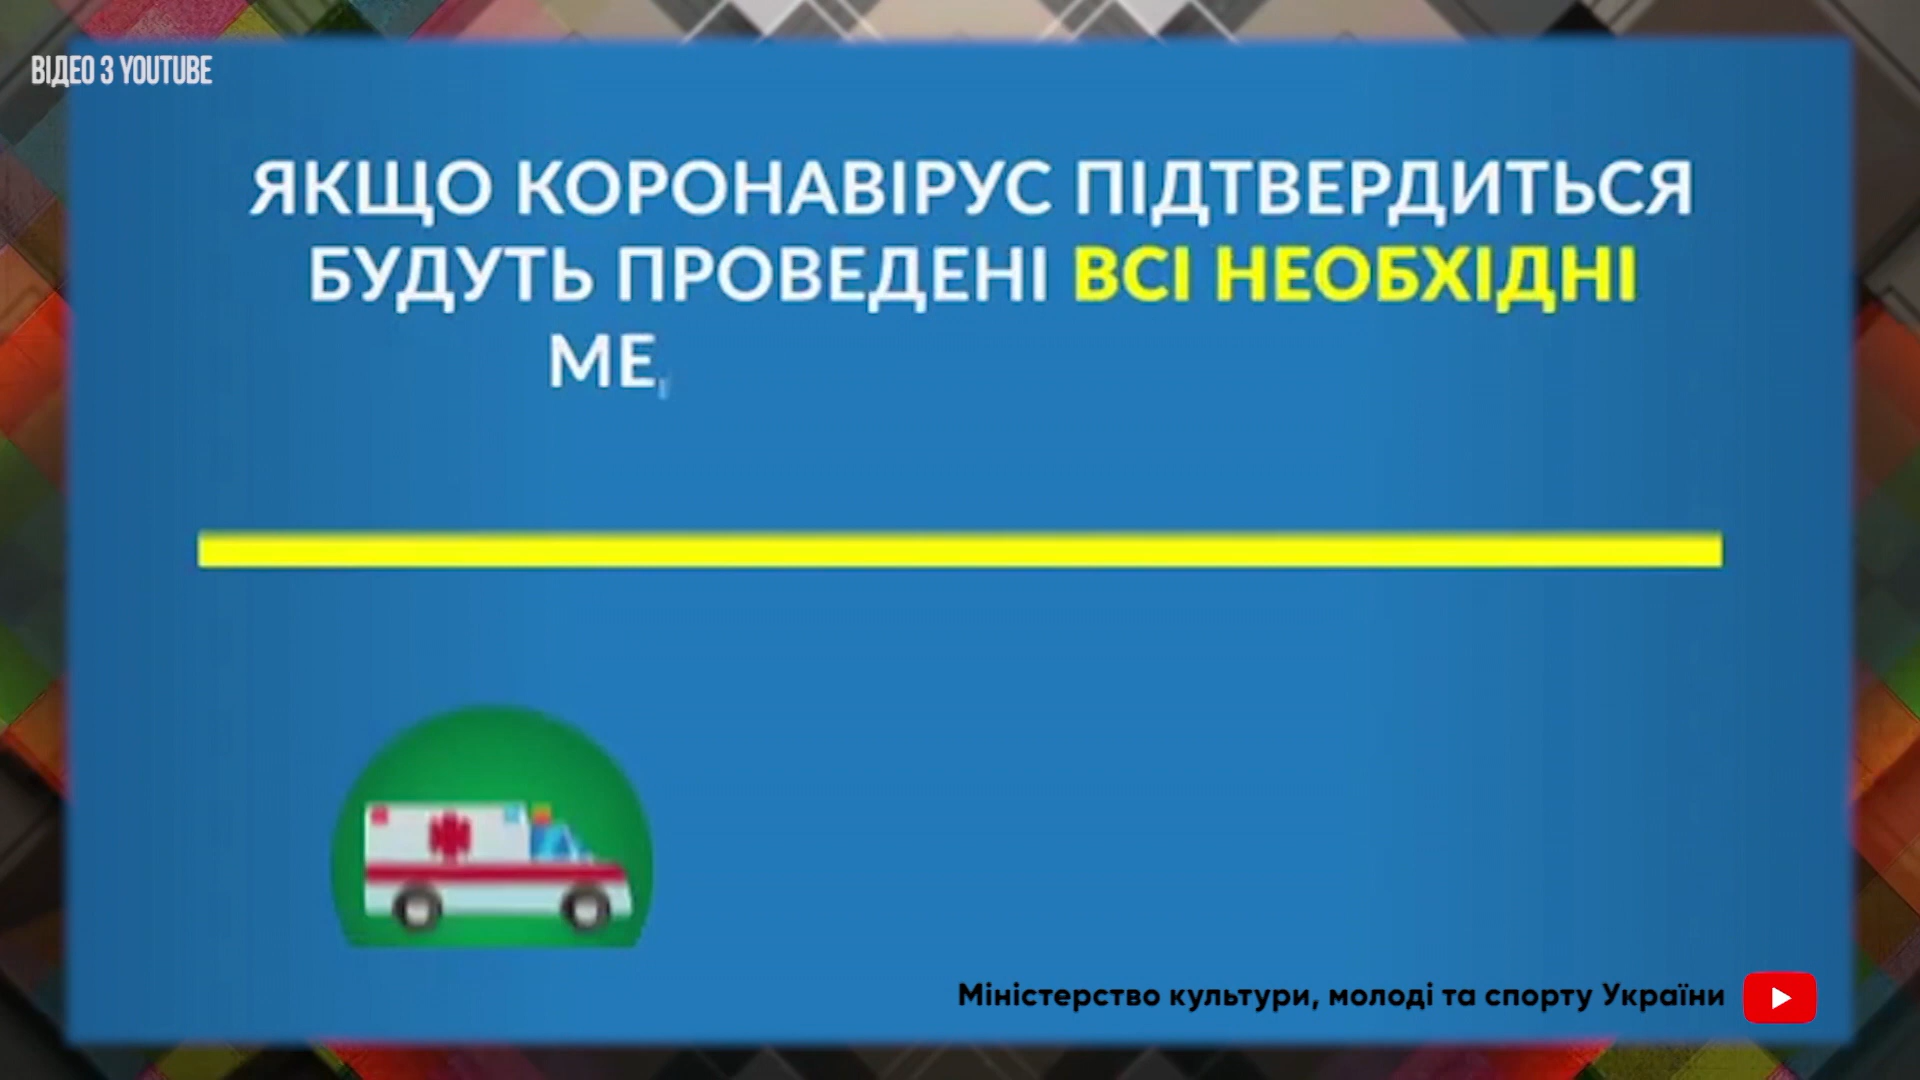 ВІДЕО З YOUTUBE
ЯКЩО КОРОНАВІРУС ПІДТВЕРДИТЬСЯ
БУДУТЬ ПРОВЕДЕНІ ВСІ НЕОБХІДНІ
МЕ
Міністерство культури, молоді та спорту України